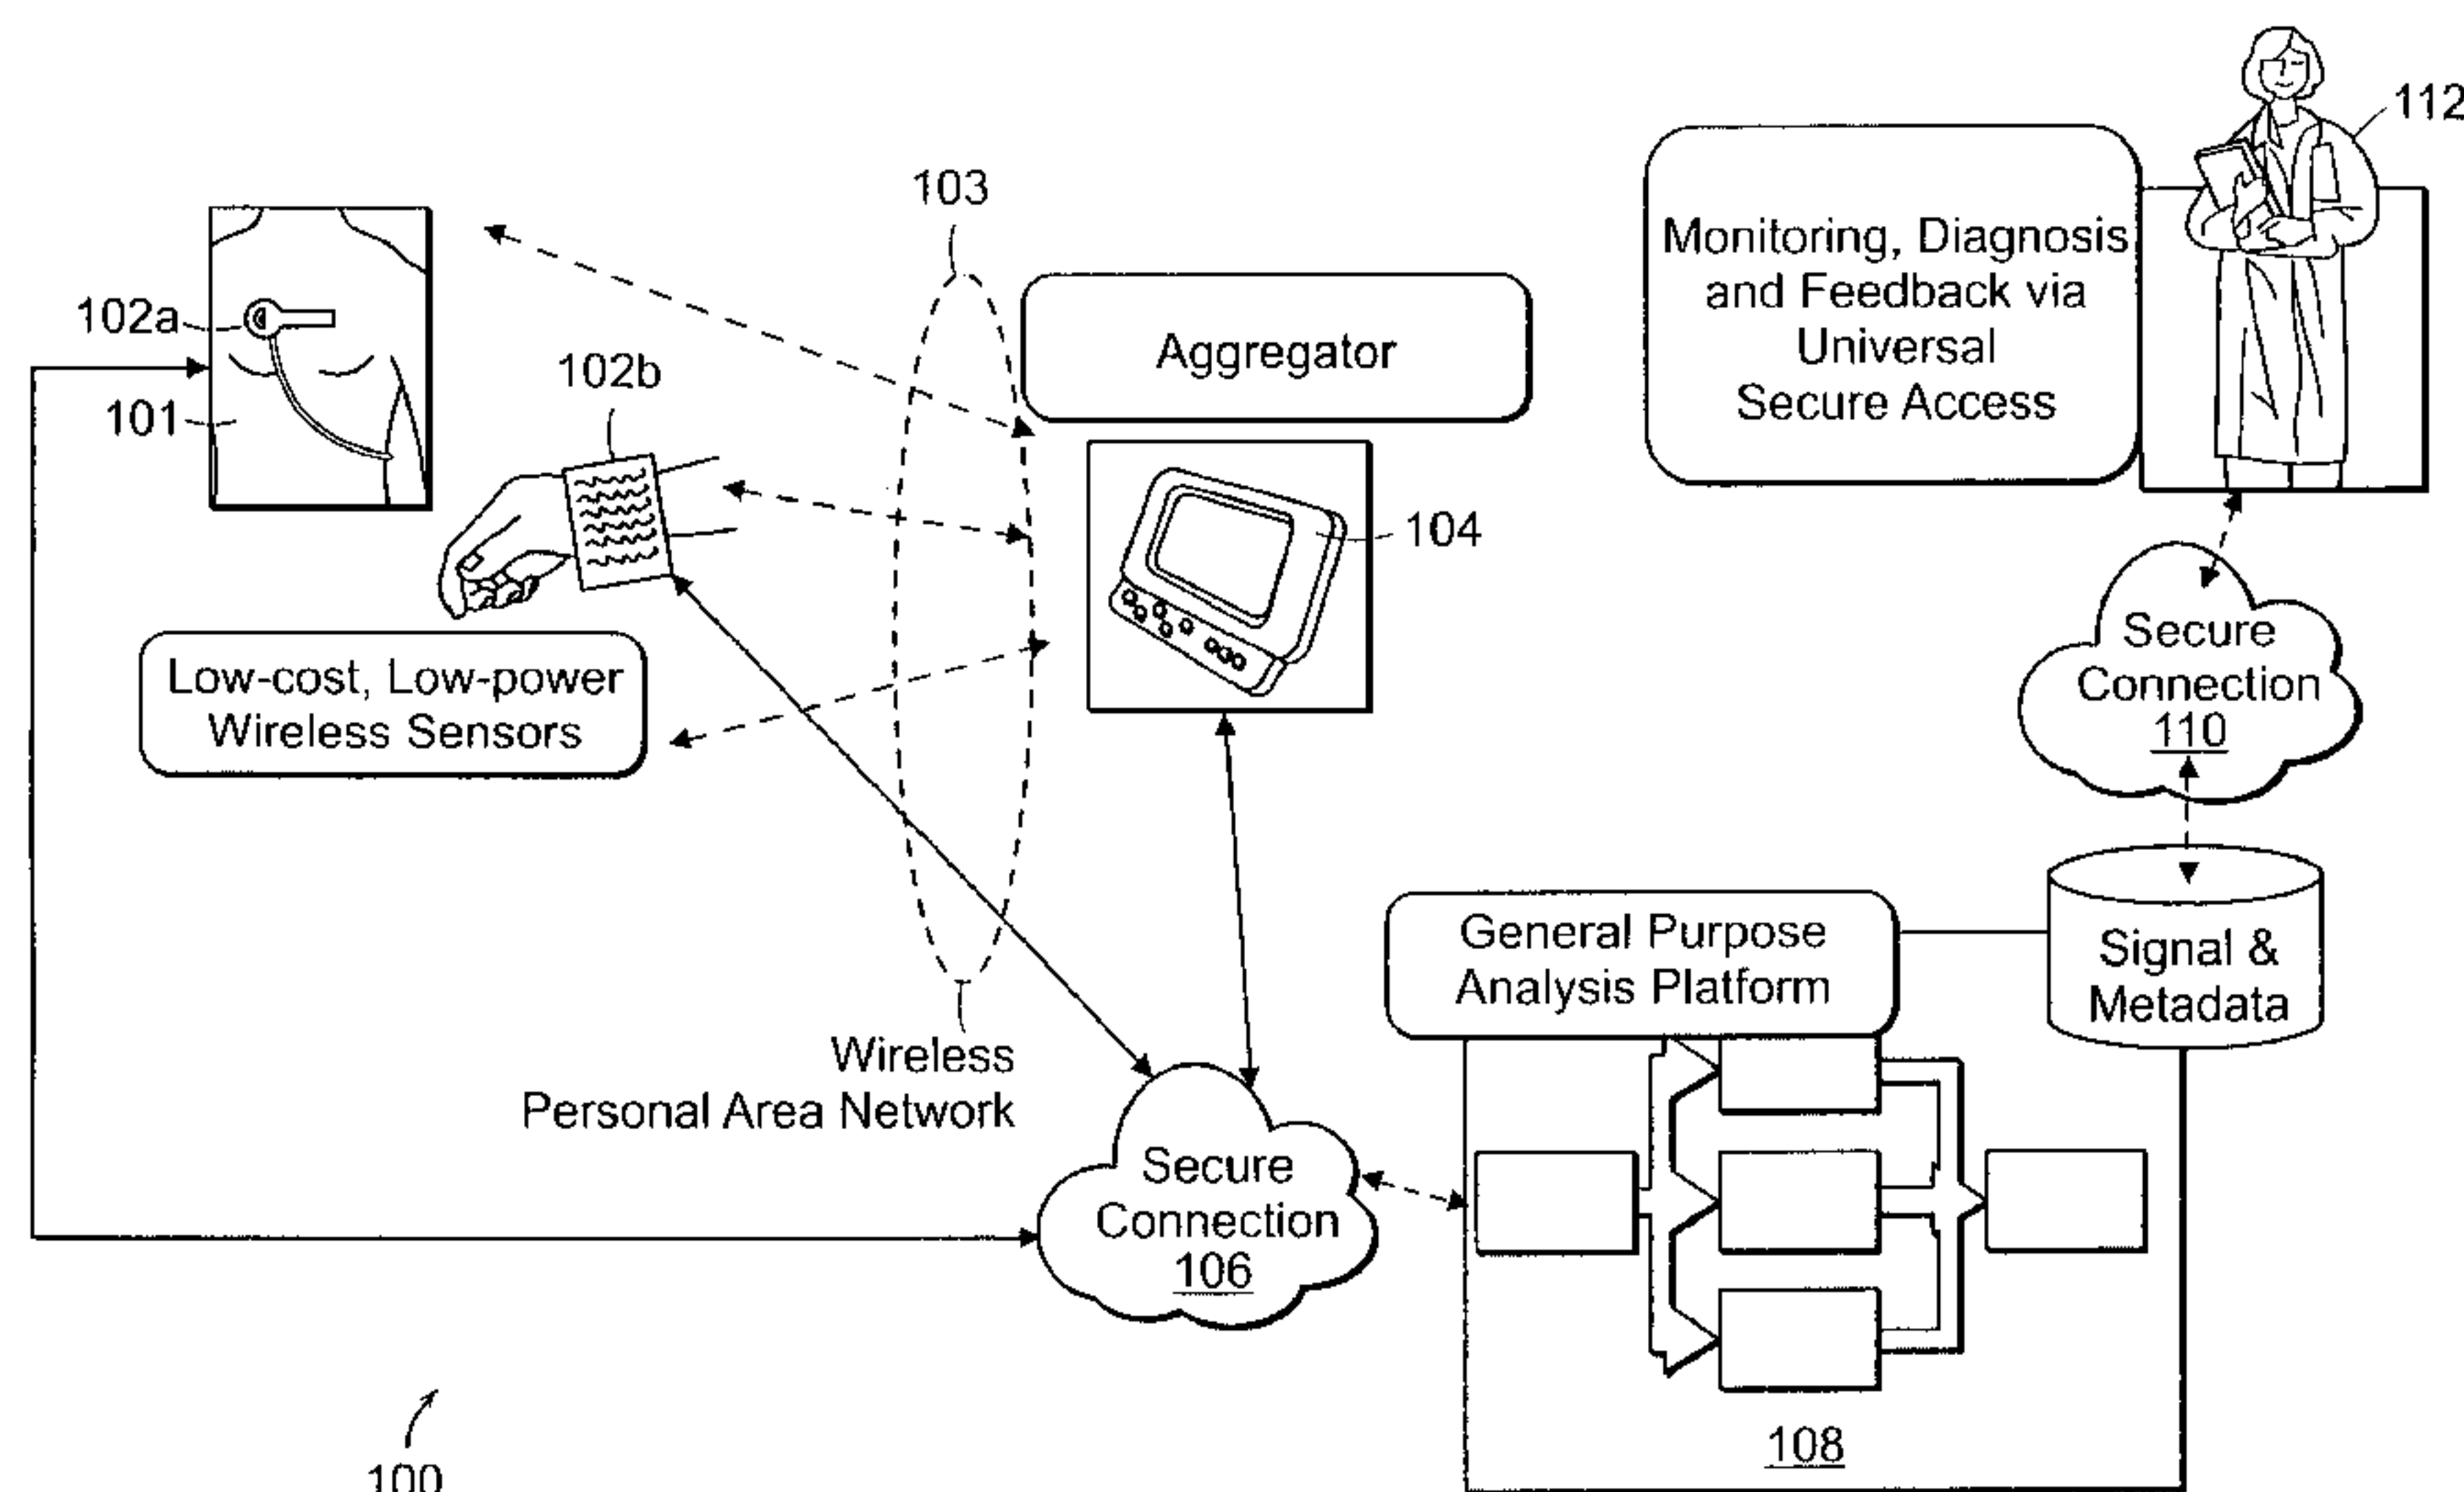 112
103
Monitoring, Diagnosis
and Feedback via
Universal
Secure Access
102a
Aggregator
102b
101
104
Low-cost, Low-power
Wireless Sensors
Secure
Connection
110
General Purpose
Analysis Platform
Signal &
Metadata
Wireless
Personal Area Network
Secure
Connection
106
108
100